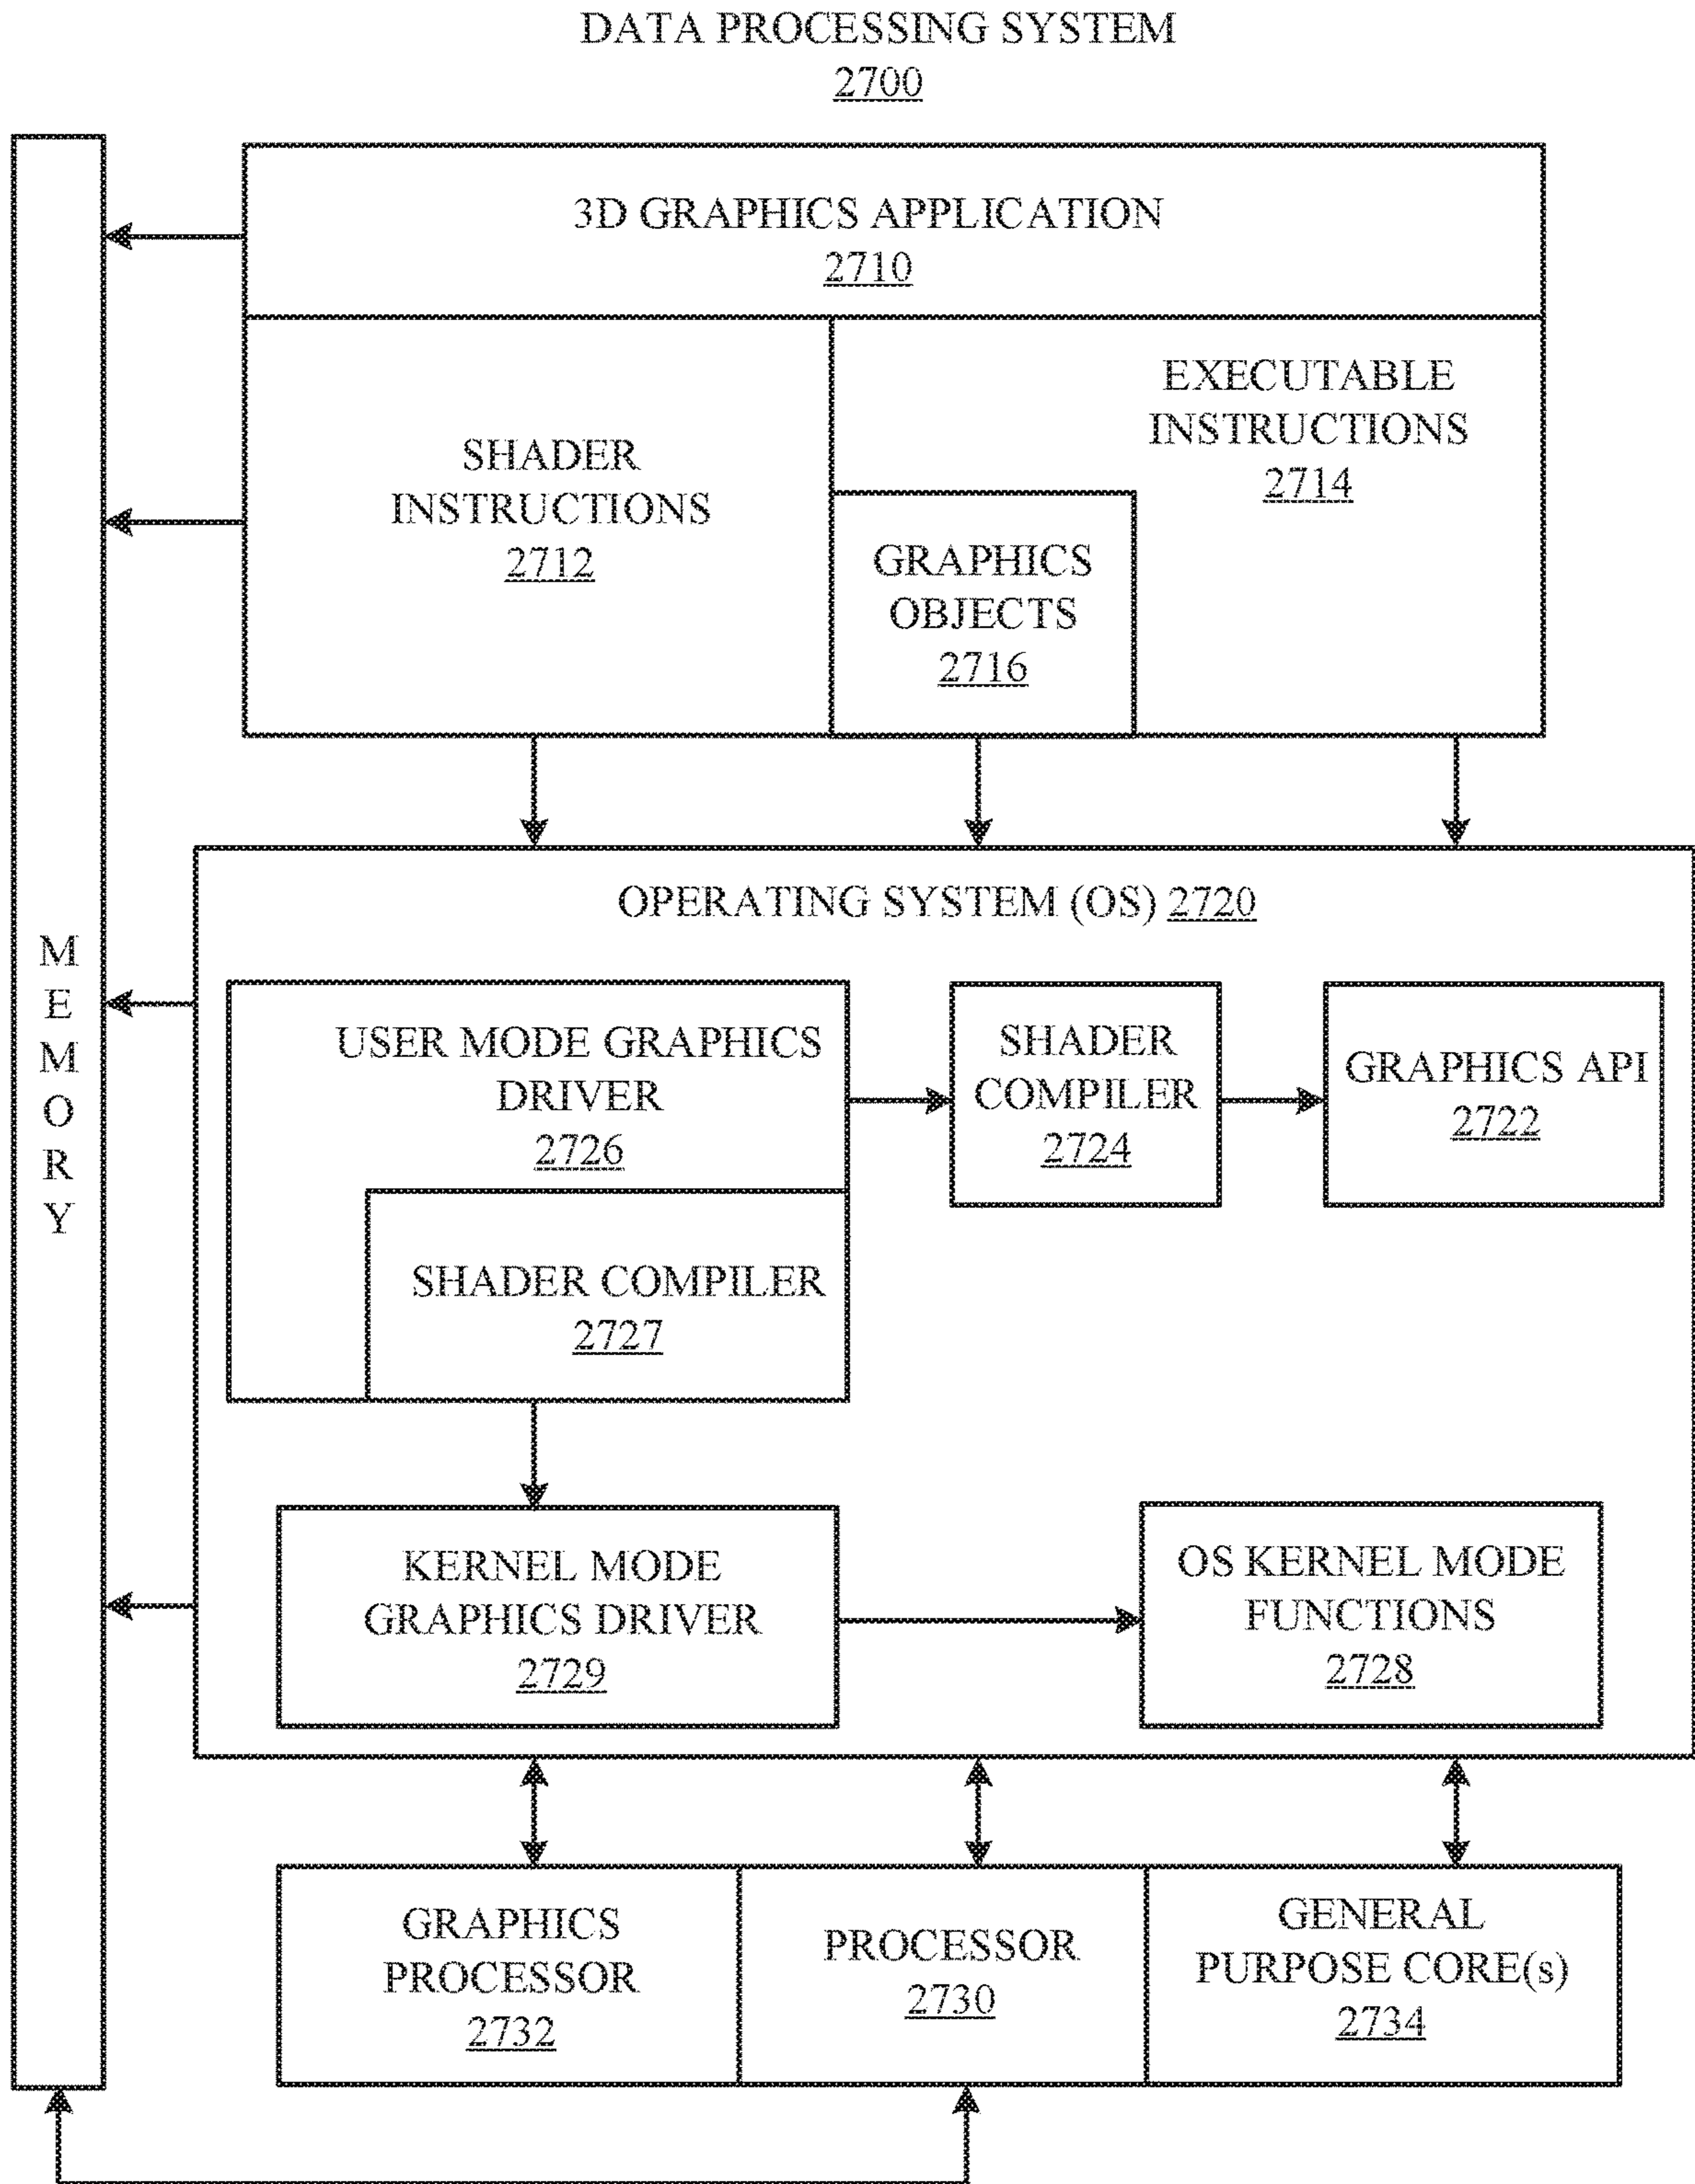 DATA PROCESSING SYSTEM
2700
3D GRAPHICS APPLICATION
2710
SHADER
INSTRUCTIONS
2712
EXECUTABLE
INSTRUCTIONS
2714
GRAPHICS
OBJECTS
2716
M
E
M
O
R
Y
OPERATING SYSTEM (OS) 2720
USER MODE GRAPHICS
DRIVER
2726
SHADER
COMPILER
2724
GRAPHICS API
2722
SHADER COMPILER
2727
KERNEL MODE
GRAPHICS DRIVER
2729
OS KERNEL MODE
FUNCTIONS
2728
GRAPHICS
PROCESSOR
2732
PROCESSOR
2730
GENERAL
PURPOSE CORE(s)
2734